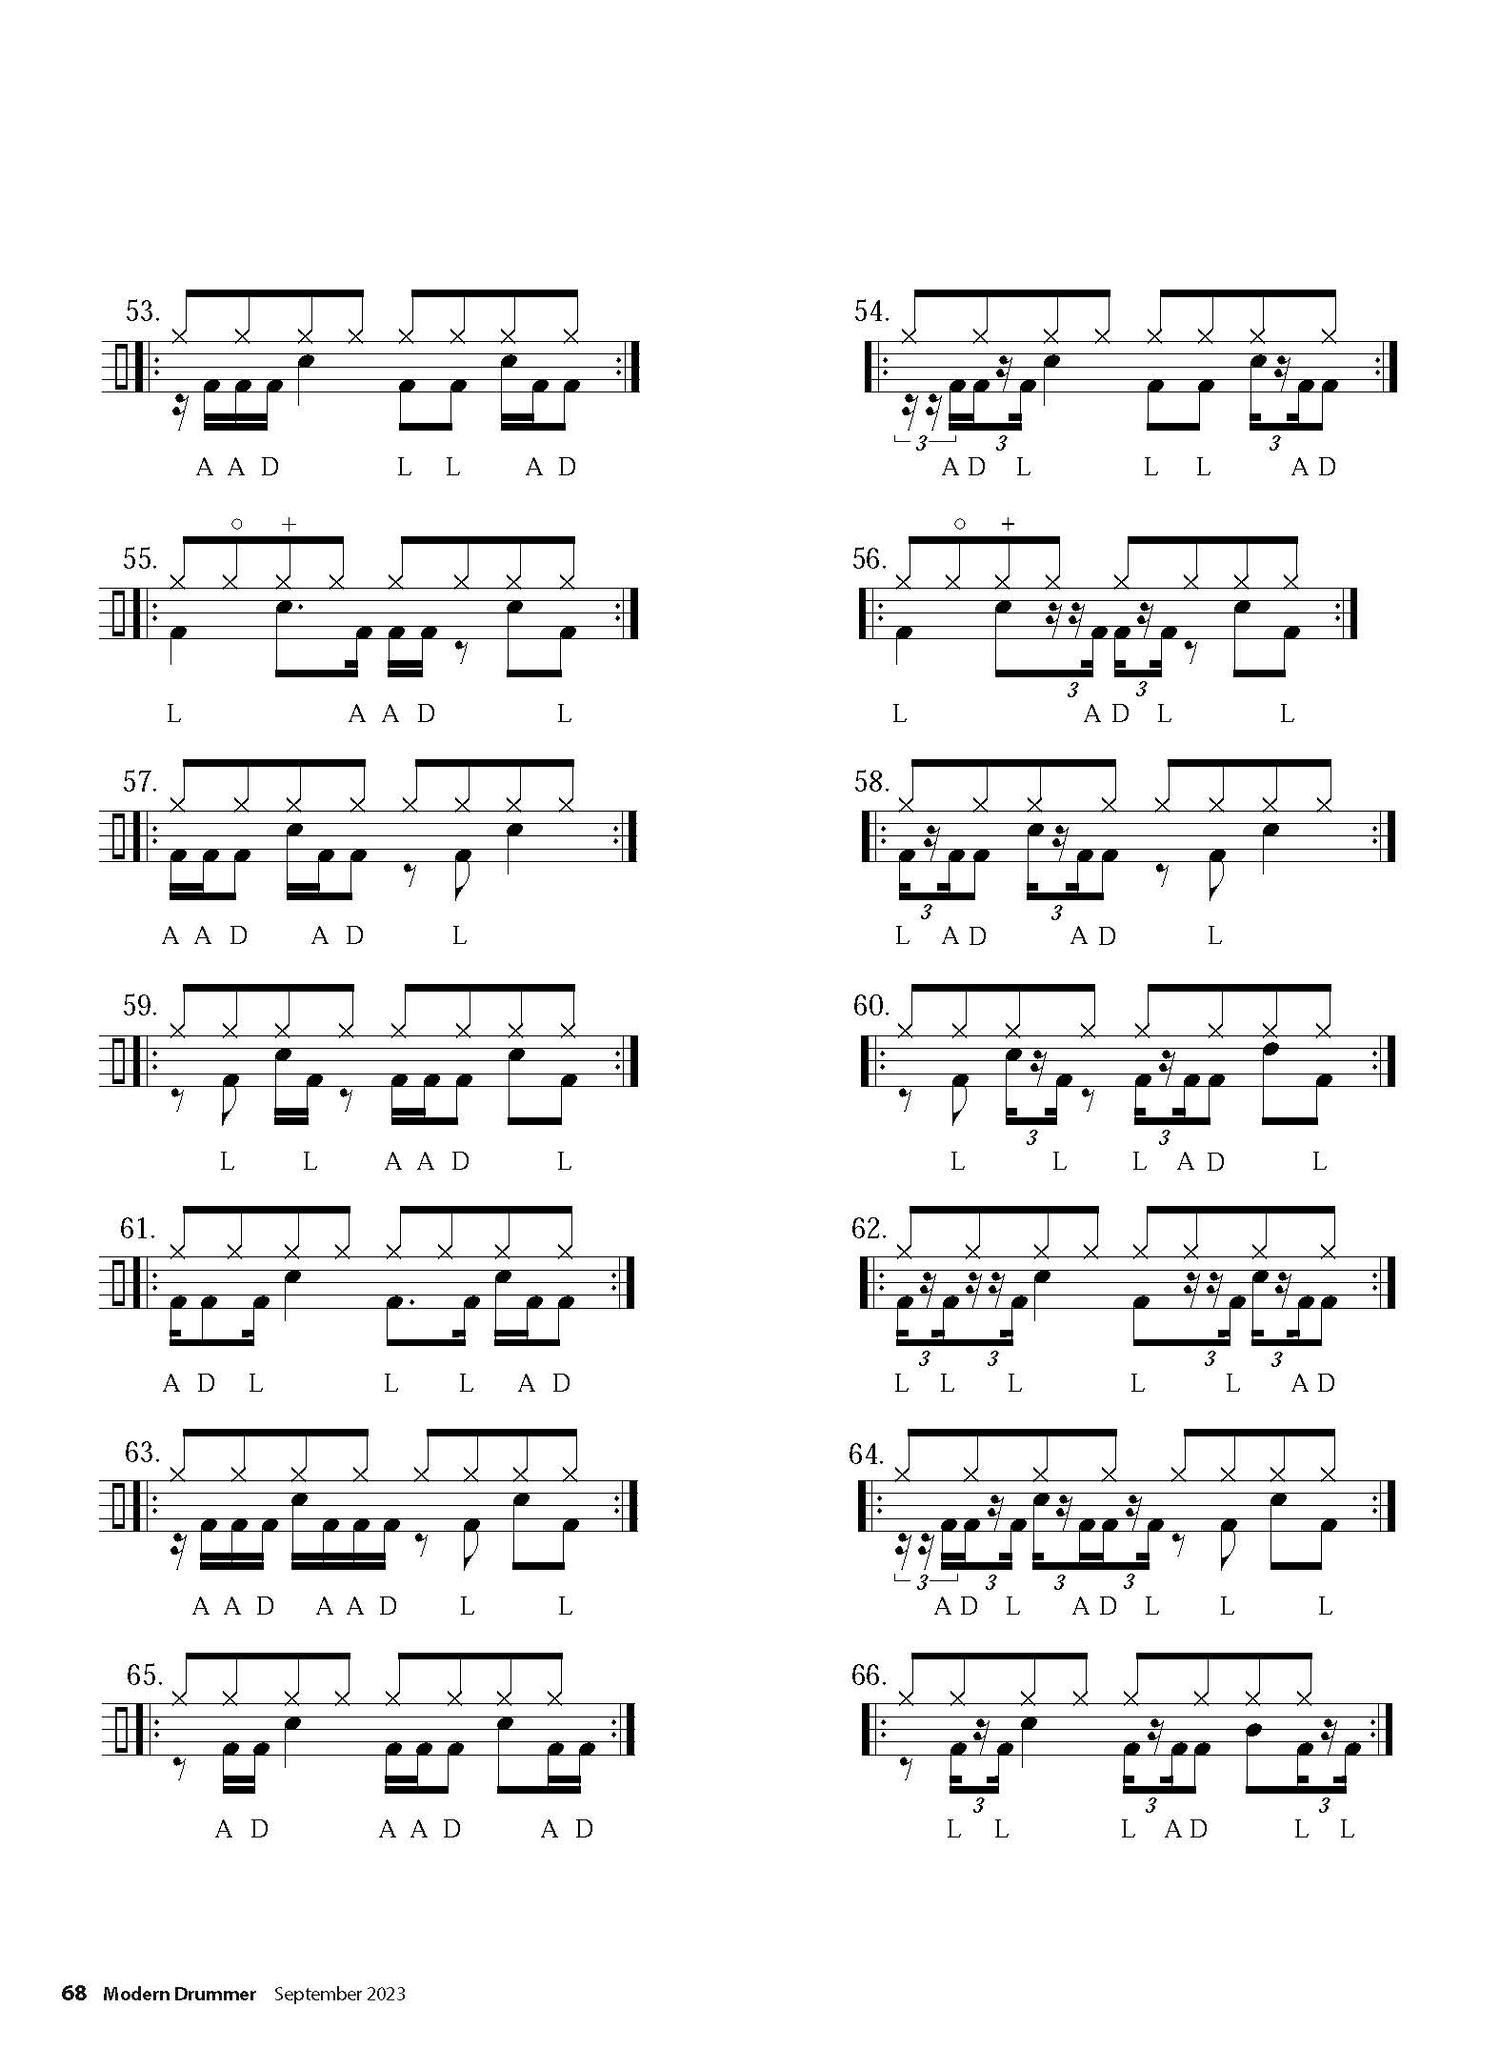 53. 54.
3 3 3
A A D L L A D A D L L L A D
55. 56.
3 3
L A A D L L A D L L
57. 58.
3 3
A A D A D L L A D A D L
59. 60.
3 3
L L A A D L L L L A D L
61. 62.
3 3 3 3
A D L L L A D L L L L L A D
63. 64.
3 3 3 3
A A D A A D L L A D L A D L L L
65. 66.
3 3 3
A D A A D A D L L L A D L L
68 Modern Drummer September 2023